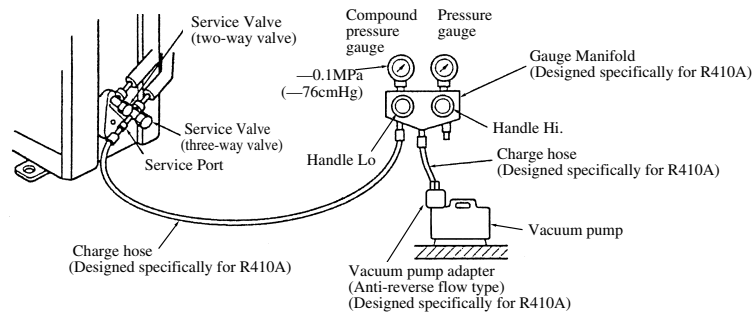 Service Valve
(two-way valve)
Compound
pressure
gauge
Pressure
gauge
—0.1MPa
(—76cmHg)
Gauge Manifold
(Designed specifically for R410A)
Service Valve
(three-way valve)
Service Port
Handle Lo
Handle Hi.
Charge hose
(Designed specifically for R410A)
Vacuum pump
Charge hose
(Designed specifically for R410A)
Vacuum pump adapter
(Anti-reverse flow type)
(Designed specifically for R410A)